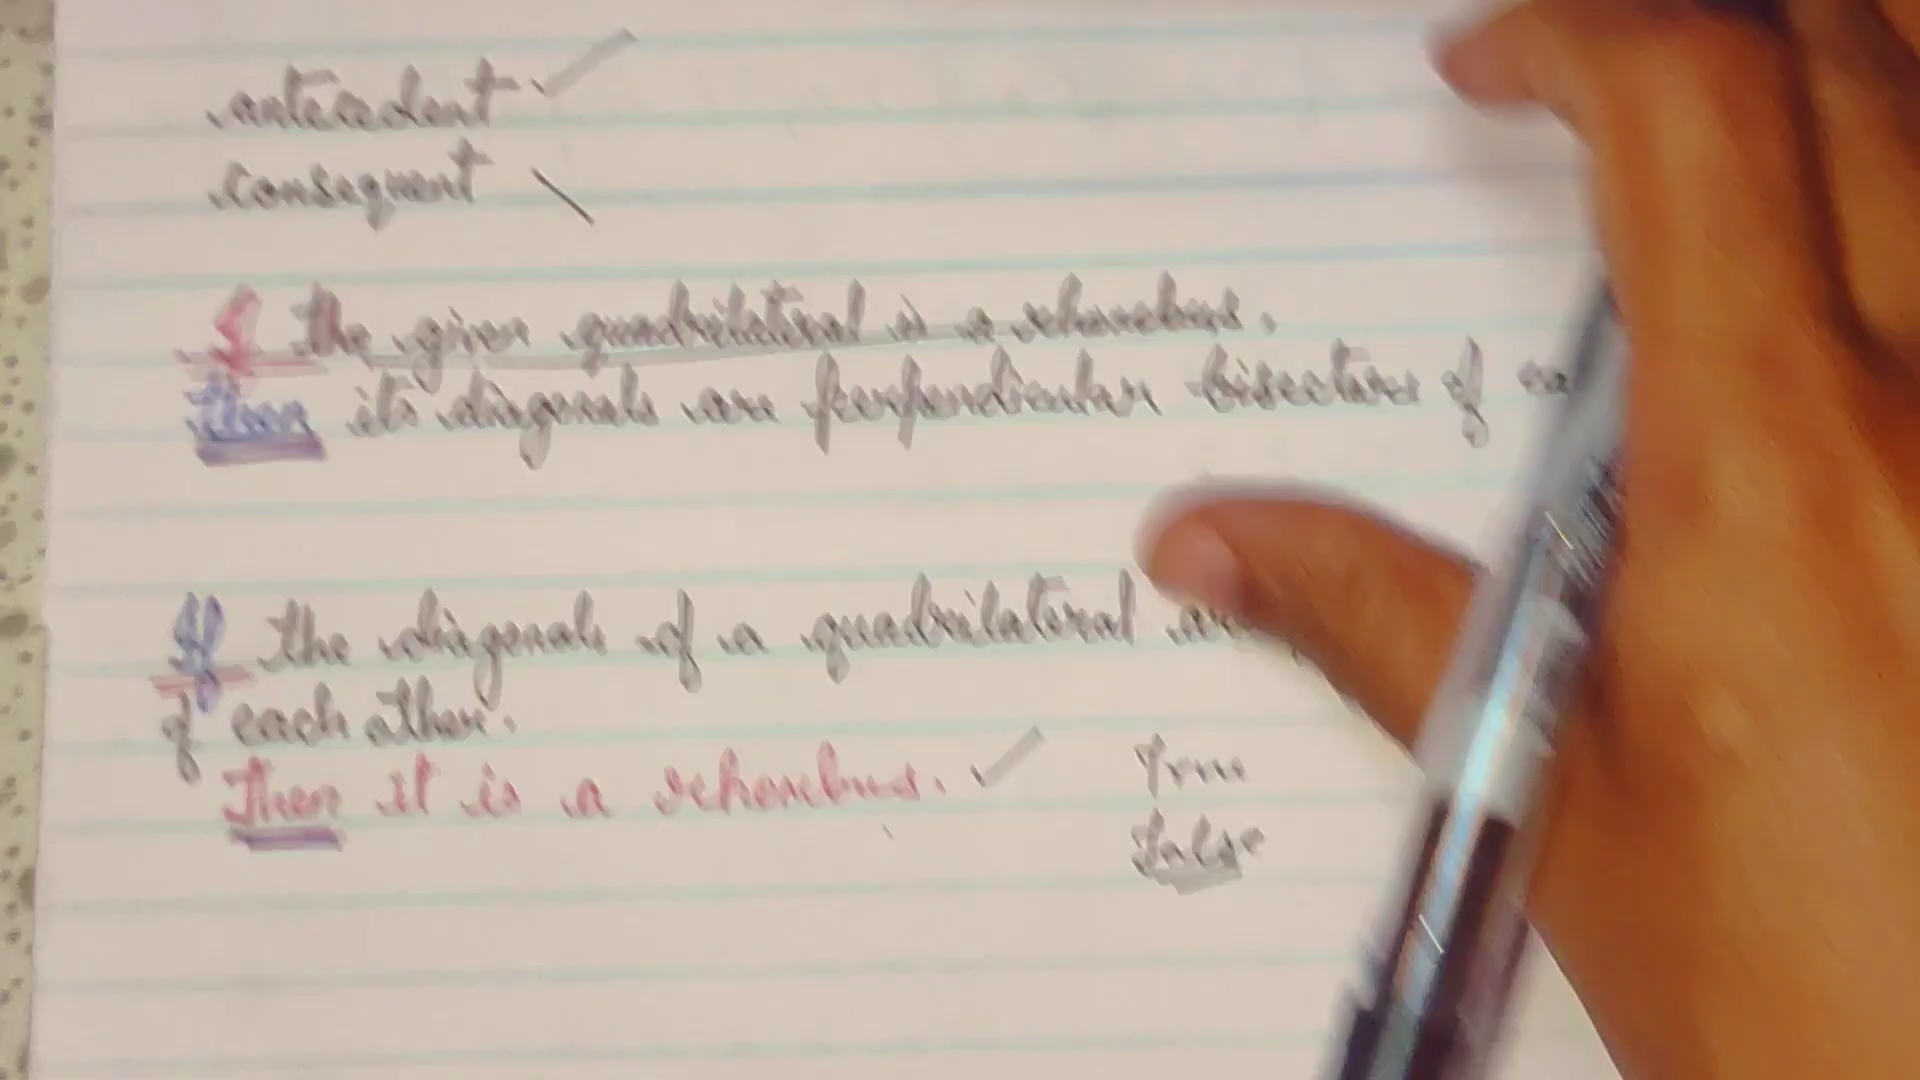 antecedent
consequent
If the given quadrilateral is a rhombus.
then its diagonals are perpendicular bisectors of
If the diagonals of a quadrilateral are
of each other.
Then it is a rhombus.
True
False